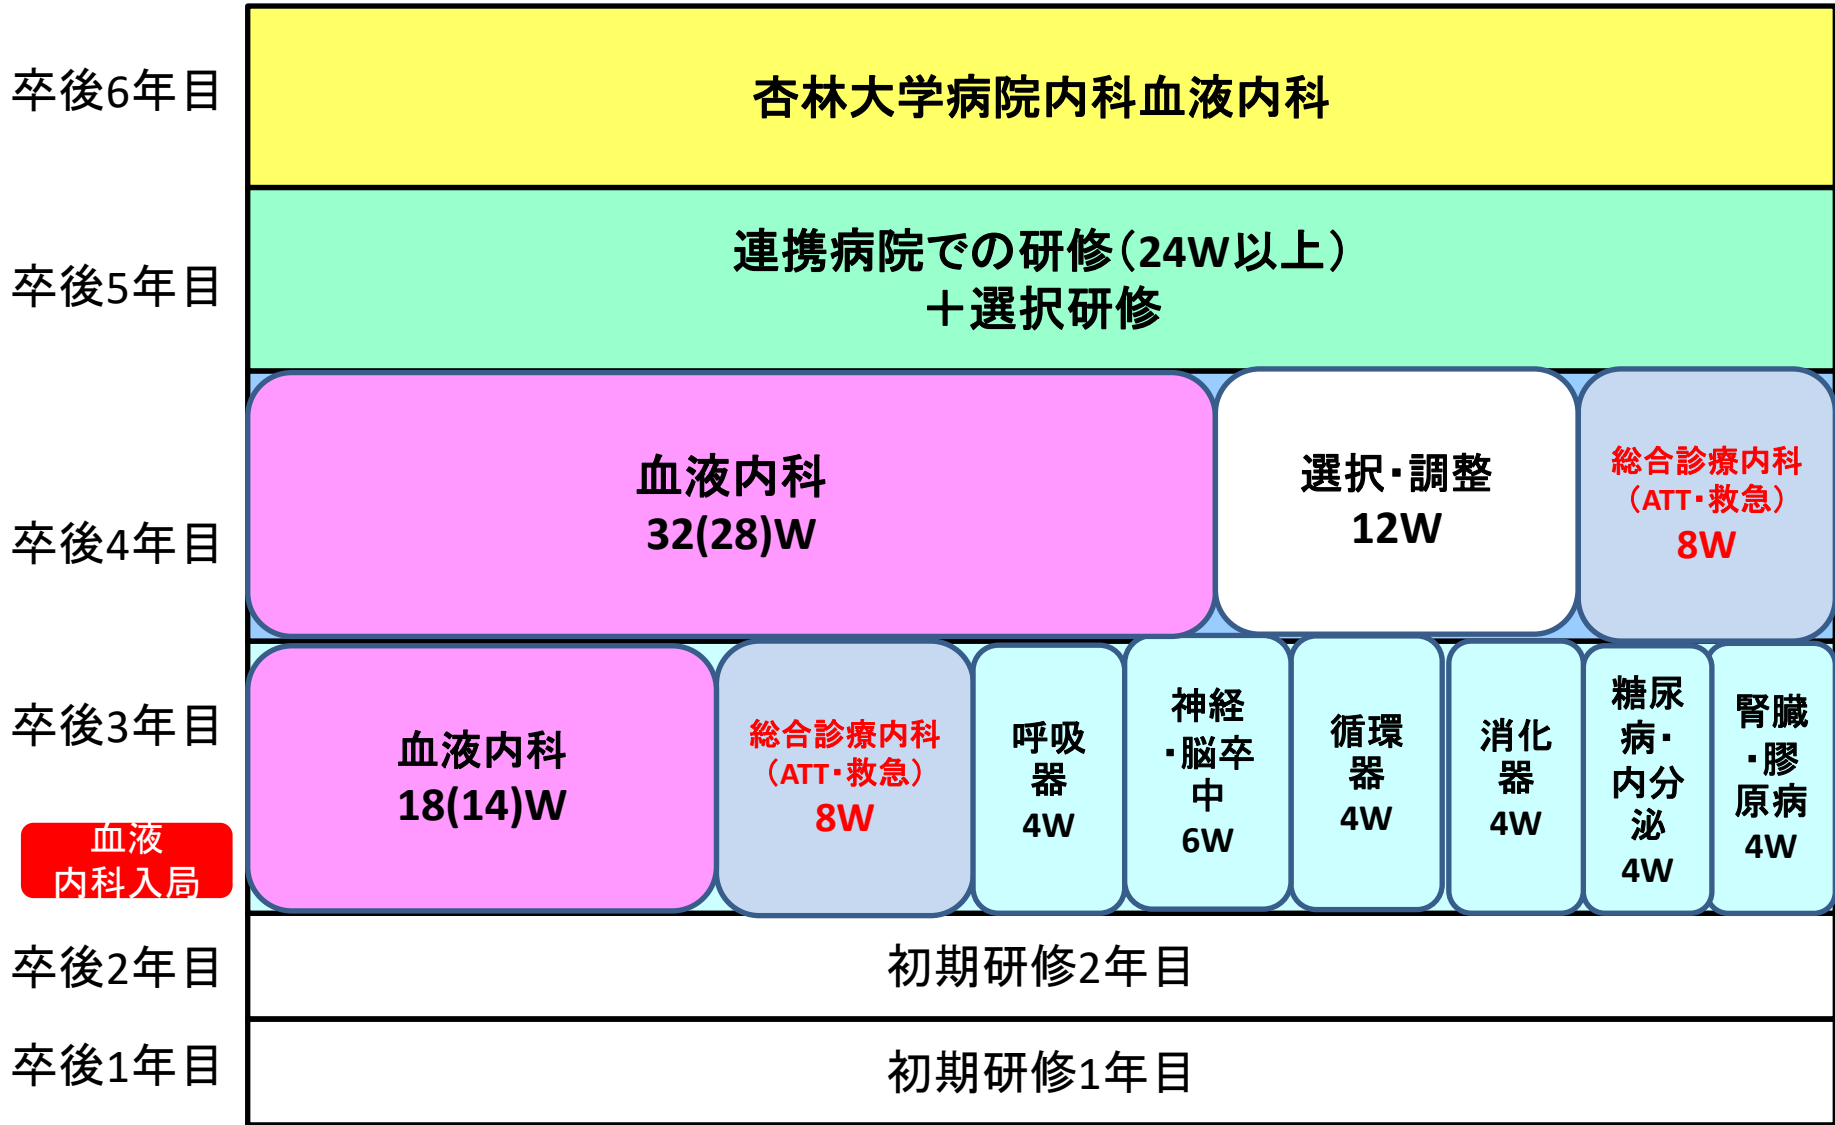 卒後6年目
杏林大学病院内科血液内科
卒後5年目
連携病院での研修（24W以上）
＋選択研修
卒後4年目
血液内科
32(28)W
選択・調整
12W
総合診療内科
（ATT・救急）
8W
卒後3年目
血液内科
18(14)W
総合診療内科
（ATT・救急）
8W
呼吸
器
4W
神経
・脳卒
中
6W
循環
器
4W
消化
器
4W
糖尿
病・
内分
泌
4W
腎臓
・膠
原病
4W
血液
内科入局
卒後2年目
初期研修2年目
卒後1年目
初期研修1年目